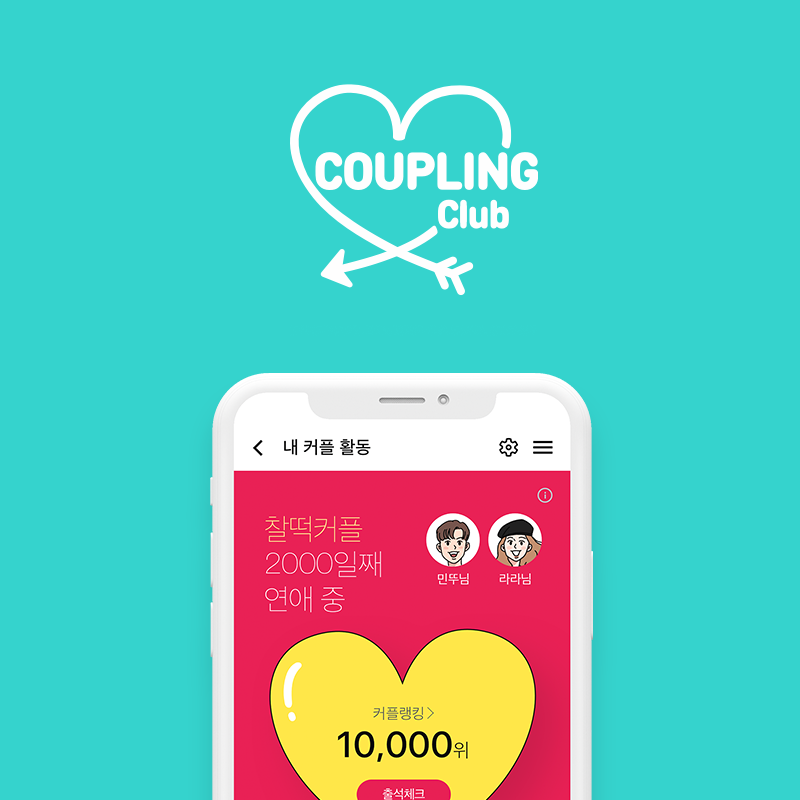 COUPLING
Club
내 커플 활동
찰떡커플
2000일째
연애 중
민뚜님
라라님
커플랭킹
10,000위
출석체크